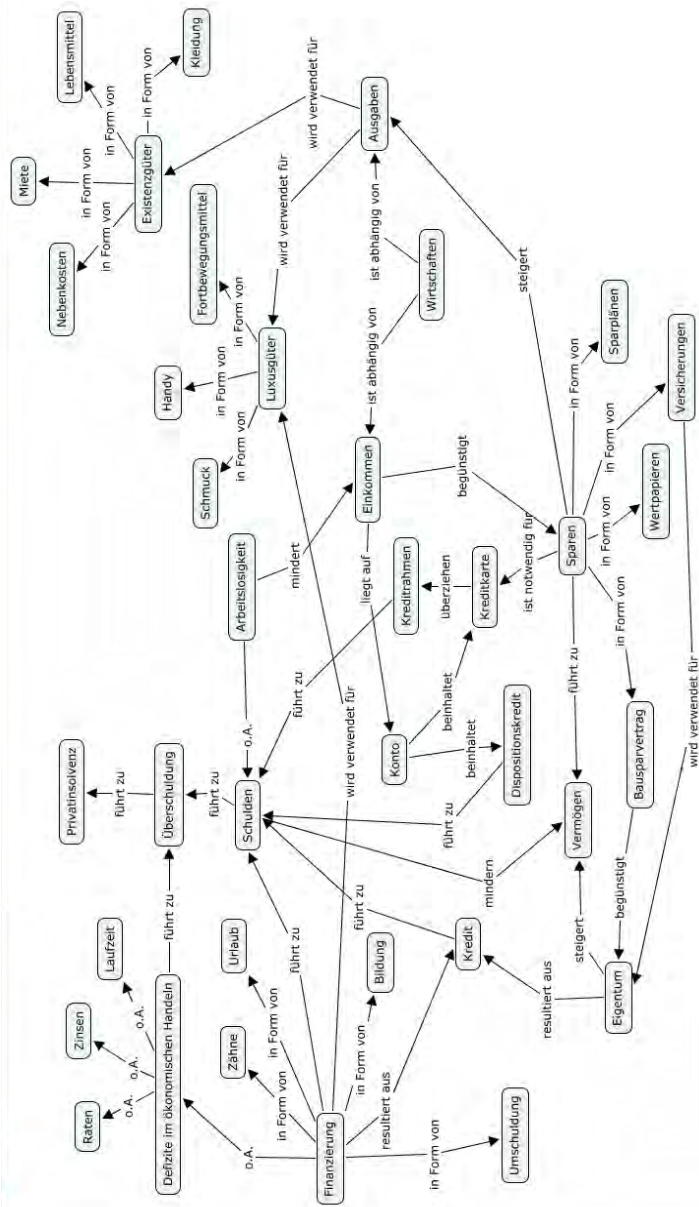 Miete
Lebensmittel
Nebenkosten
in Form von
in Form von
in Form von
in Form von
Existenzgüter
Kleidung
Privatinsolvenz
führt zu
Überschuldung
Raten
Zinsen
Laufzeit
o.A.
o.A.
o.A.
Defizite im ökonomischen Handeln
führt zu
führt zu
Schmuck
Handy
Fortbewegungsmittel
in Form von
in Form von
in Form von
Luxusgüter
wird verwendet für
wird verwendet für
Ausgaben
Arbeitslosigkeit
mindert
o.A.
Schulden
Zähne
Urlaub
o.A.
in Form von
in Form von
führt zu
führt zu
wird verwendet für
Finanzierung
in Form von
Bildung
resultiert aus
in Form von
Umschuldung
Einkommen
ist abhängig von
ist abhängig von
Wirtschaften
liegt auf
begünstigt
Konto
beinhaltet
beinhaltet
Kreditrahmen
überziehen
Kreditkarte
ist notwendig für
Dispositionskredit
führt zu
führt zu
mindern
Kredit
resultiert aus
steigert
Sparen
führt zu
Vermögen
steigert
in Form von
in Form von
in Form von
in Form von
Sparplänen
Versicherungen
Wertpapieren
Bausparvertrag
begünstigt
Eigentum
wird verwendet für